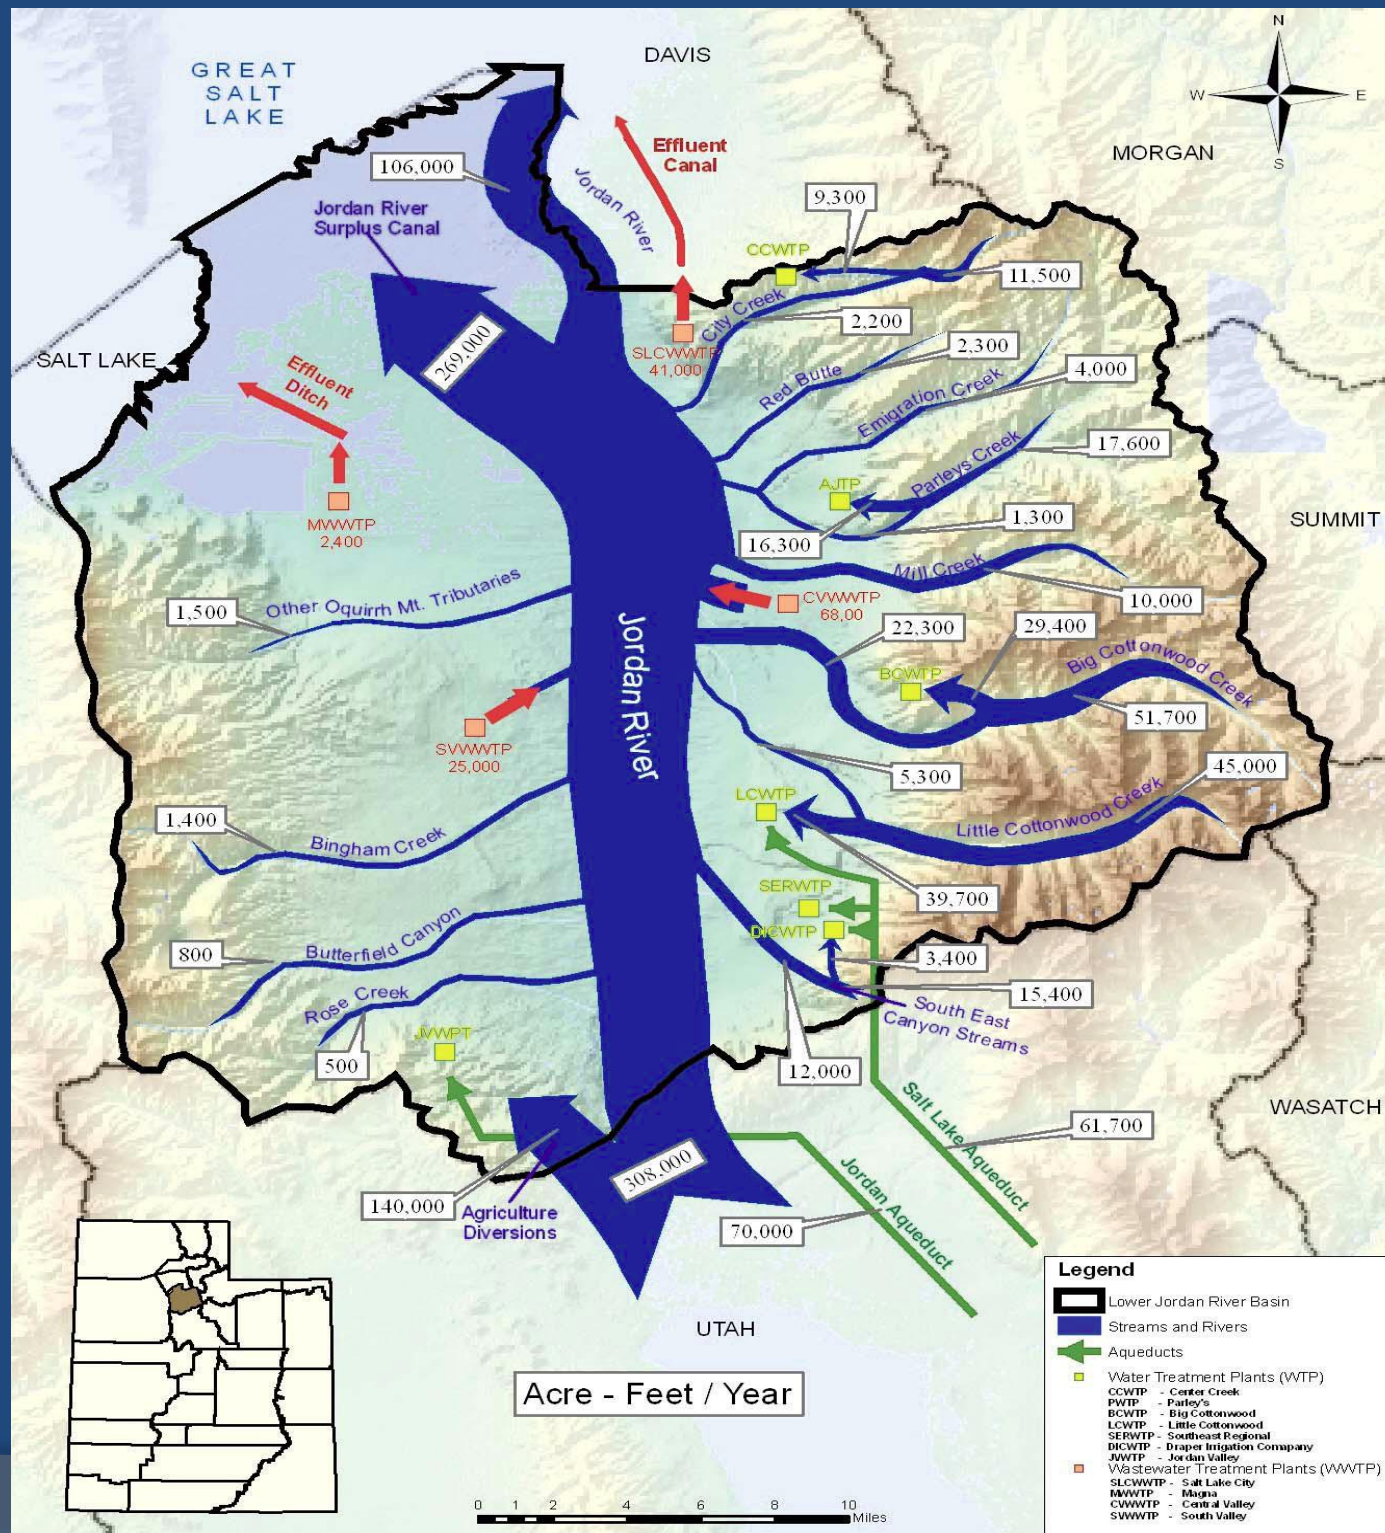 DAVIS
N
W
E
S
GREAT
SALT
LAKE
MORGAN
Effluent
Canal
106,000
Jordan River
9,300
Jordan River
Surplus Canal
CCWTP
11,500
City Creek
2,200
269,000
SLCWWTP
41,000
2,300
Red Butte
4,000
Emigration Creek
SALT LAKE
Effluent
Ditch
17,600
Parleys Creek
AJTP
MWWTP
2,400
1,300
16,300
SUMMIT
Mill Creek
10,000
Other Oquirrh Mt. Tributaries
1,500
CVWWTP
68,00
22,300
29,400
Jordan River
Big Cottonwood Creek
BCWTP
51,700
SVWWTP
25,000
5,300
45,000
LCWTP
Little Cottonwood Creek
1,400
Bingham Creek
39,700
SERWTP
DICWTP
Butterfield Canyon
800
3,400
15,400
Rose Creek
South East
Canyon Streams
JVWPT
500
12,000
WASATCH
61,700
Salt Lake Aqueduct
308,000
140,000
Agriculture
Diversions
70,000
Jordan Aqueduct
UTAH
Acre - Feet / Year
Legend
Lower Jordan River Basin
Streams and Rivers
Aqueducts
Water Treatment Plants (WTP)
CCWTP - Center Creek
PWTP - Parley's
BCWTP - Big Cottonwood
LCWTP - Little Cottonwood
SERWTP - Southeast Regional
DICWTP - Draper Irrigation Comapany
JVWTP - Jordan Valley
Wastewater Treatment Plants (WWTP)
SLCWWTP - Salt Lake City
MWWTP - Magna
CVWWTP - Central Valley
SVWWTP - South Valley
0 1 2 4 6 8 10
Miles